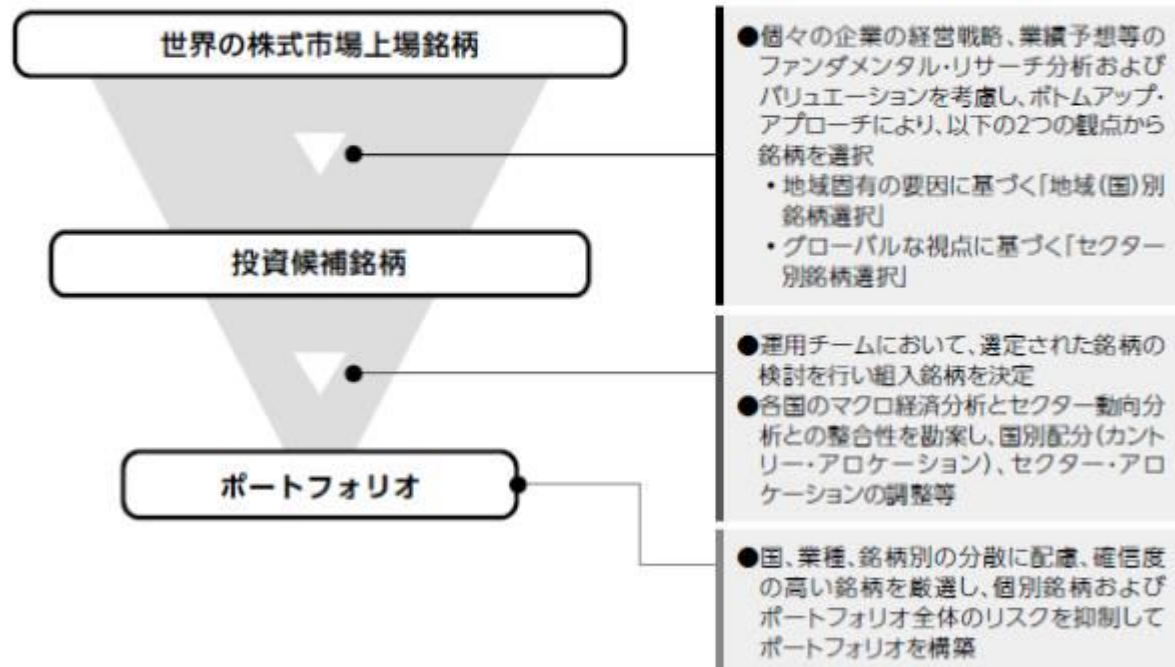 世界の株式市場上場銘柄
●個々の企業の経営戦略、業績予想等の
ファンダメンタル・リサーチ分析および
バリュエーションを考慮し、ボトムアップ・
アプローチにより、以下の2つの観点から
銘柄を選択
・地域固有の要因に基づく「地域(国)別
銘柄選択」
・グローバルな視点に基づく「セクター
別銘柄選択」
投資候補銘柄
●運用チームにおいて、選定された銘柄の
検討を行い組入銘柄を決定
●各国のマクロ経済分析とセクター動向分
析との整合性を勘案し、国別配分(カント
リー・アロケーション)、セクター・アロ
ケーションの調整等
ポートフォリオ
●国、業種、銘柄別の分散に配慮、確信度
の高い銘柄を厳選し、個別銘柄および
ポートフォリオ全体のリスクを抑制して
ポートフォリオを構築